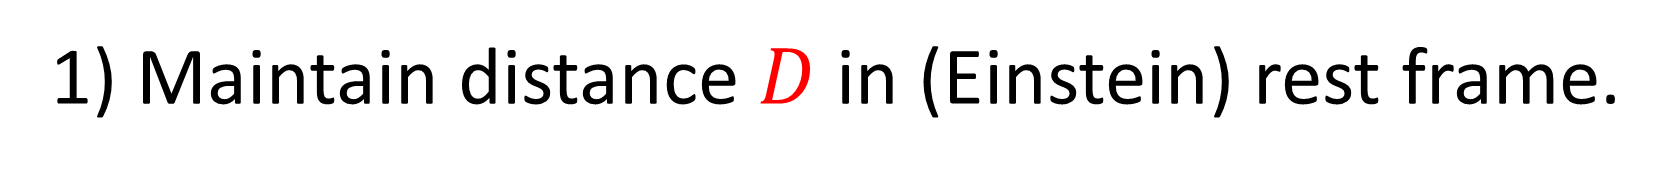 1) Maintain distance D in (Einstein) rest frame.